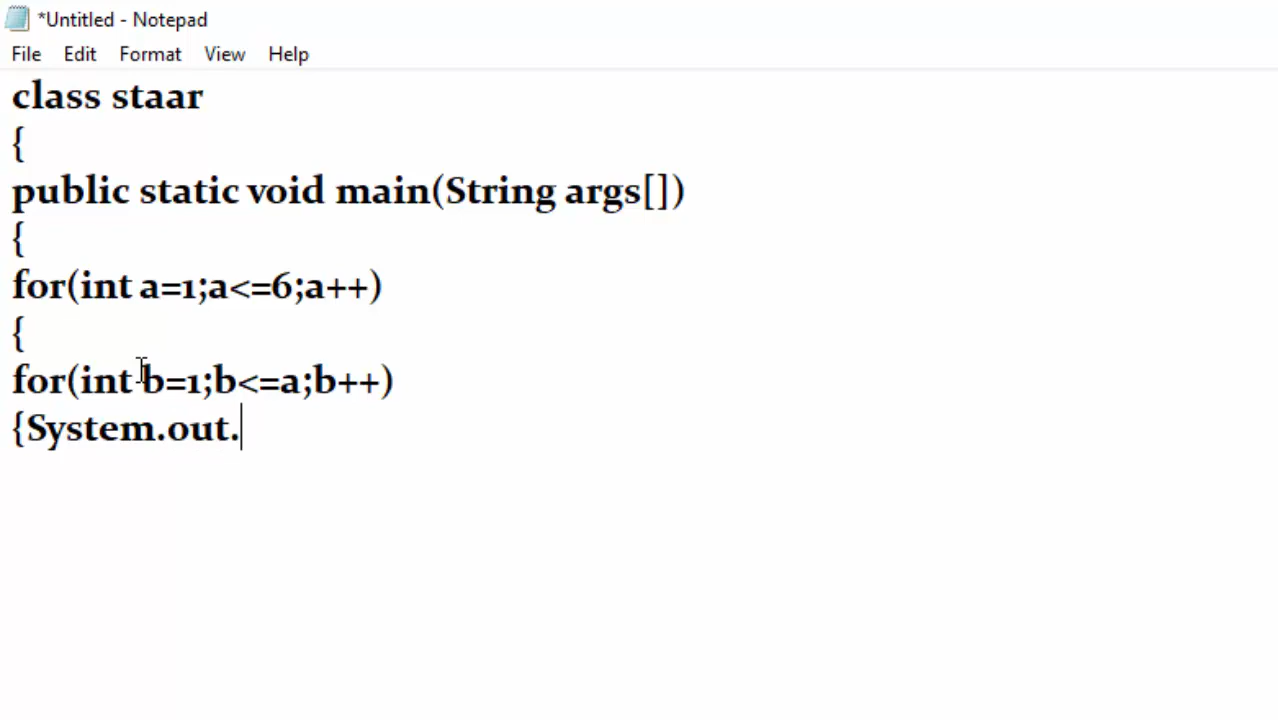 *Untitled - Notepad
File Edit Format View Help
class staar
{
public static void main(String args[])
{
for(int a=1;a<=6;a++)
{
for(int b=1;b<=a;b++)
{System.out.